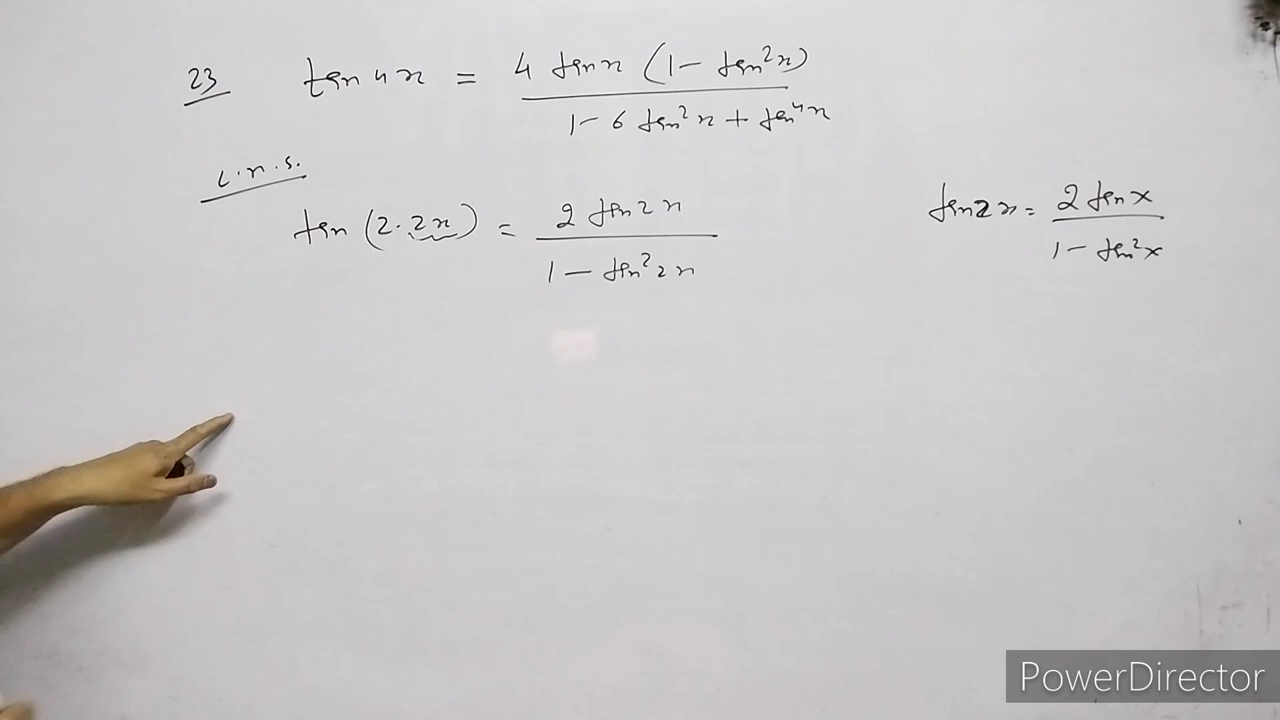 23 tan 4x = 4 tan x (1 - tan²x) / 1 - 6 tan²x + tan⁴x
L.H.S.
tan (2.2x) = 2 tan 2x / 1 - tan² 2x
tan 2x = 2 tan x / 1 - tan²x
PowerDirector